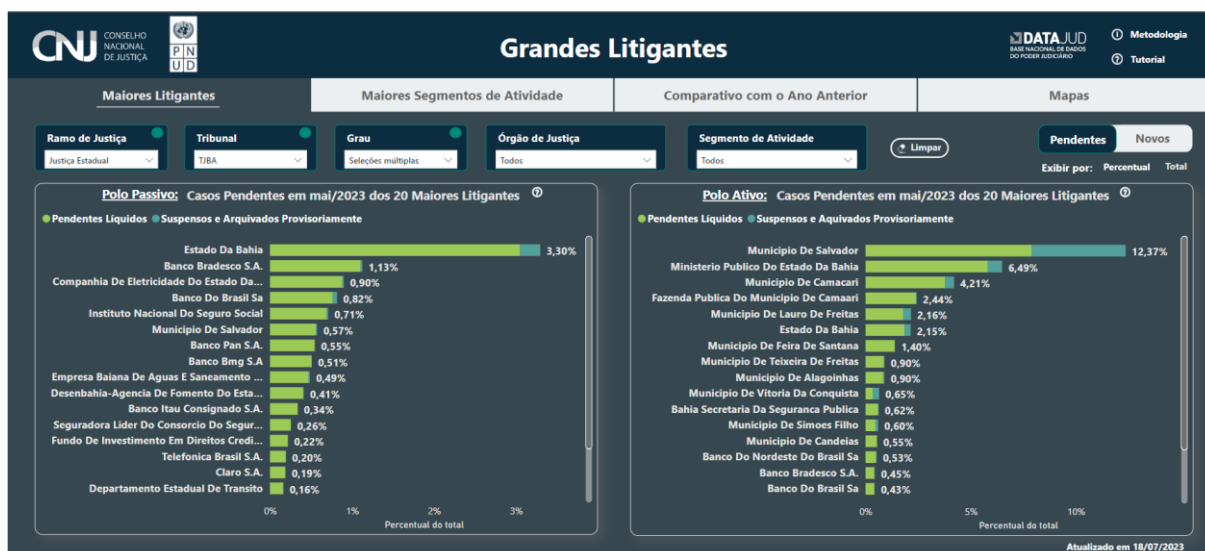 CNJ CONSELHO NACIONAL DE JUSTIÇA
PNUD
Grandes Litigantes
DATAJUD
BASE NACIONAL DE DADOS
DO PODER JUDICIÁRIO
Metodologia
Tutorial
Maiores Litigantes
Maiores Segmentos de Atividade
Comparativo com o Ano Anterior
Mapas
Ramo de Justiça
Justiça Estadual
Tribunal
TJBA
Grau
Seleções múltiplas
Órgão de Justiça
Todos
Segmento de Atividade
Todos
Limpar
Pendentes
Novos
Exibir por: Percentual Total
Polo Passivo: Casos Pendentes em mai/2023 dos 20 Maiores Litigantes
Pendentes Líquidos Suspensos e Arquivados Provisoriamente
Estado Da Bahia 3,30%
Banco Bradesco S.A. 1,13%
Companhia De Eletricidade Do Estado Da... 0,90%
Banco Do Brasil Sa 0,82%
Instituto Nacional Do Seguro Social 0,71%
Municipio De Salvador 0,57%
Banco Pan S.A. 0,55%
Banco Bmg S.A 0,51%
Empresa Baiana De Aguas E Saneamento ... 0,49%
Desenbahia-Agencia De Fomento Do Esta... 0,41%
Banco Itau Consignado S.A. 0,34%
Seguradora Lider Do Consorcio Do Segur... 0,26%
Fundo De Investimento Em Direitos Credi... 0,22%
Telefonica Brasil S.A. 0,20%
Claro S.A. 0,19%
Departamento Estadual De Transito 0,16%
0% 1% 2% 3%
Percentual do total
Polo Ativo: Casos Pendentes em mai/2023 dos 20 Maiores Litigantes
Pendentes Líquidos Suspensos e Aquivados Provisoriamente
Municipio De Salvador 12,37%
Ministerio Publico Do Estado Da Bahia 6,49%
Municipio De Camacari 4,21%
Fazenda Publica Do Municipio De Camaari 2,44%
Municipio De Lauro De Freitas 2,16%
Estado Da Bahia 2,15%
Municipio De Feira De Santana 1,40%
Municipio De Teixeira De Freitas 0,90%
Municipio De Alagoinhas 0,90%
Municipio De Vitoria Da Conquista 0,65%
Bahia Secretaria Da Seguranca Publica 0,62%
Municipio De Simoes Filho 0,60%
Municipio De Candeias 0,55%
Banco Do Nordeste Do Brasil Sa 0,53%
Banco Bradesco S.A. 0,45%
Banco Do Brasil Sa 0,43%
0% 5% 10%
Percentual do total
Atualizado em 18/07/2023